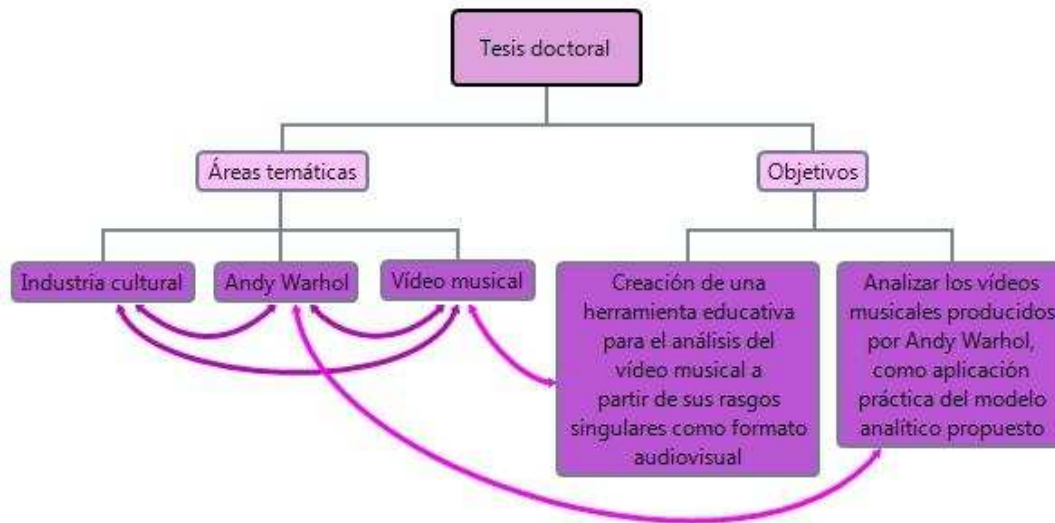 Tesis doctoral
Áreas temáticas
Objetivos
Industria cultural
Andy Warhol
Vídeo musical
Creación de una
herramienta educativa
para el análisis del
vídeo musical a
partir de sus rasgos
singulares como formato
audiovisual
Analizar los vídeos
musicales producidos
por Andy Warhol,
como aplicación
práctica del modelo
analítico propuesto